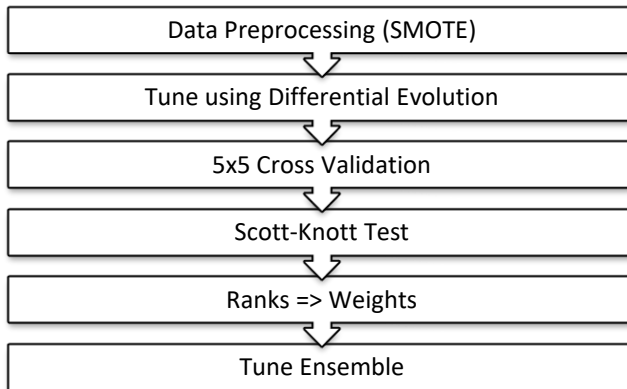 Data Preprocessing (SMOTE)
Tune using Differential Evolution
5x5 Cross Validation
Scott-Knott Test
Ranks => Weights
Tune Ensemble